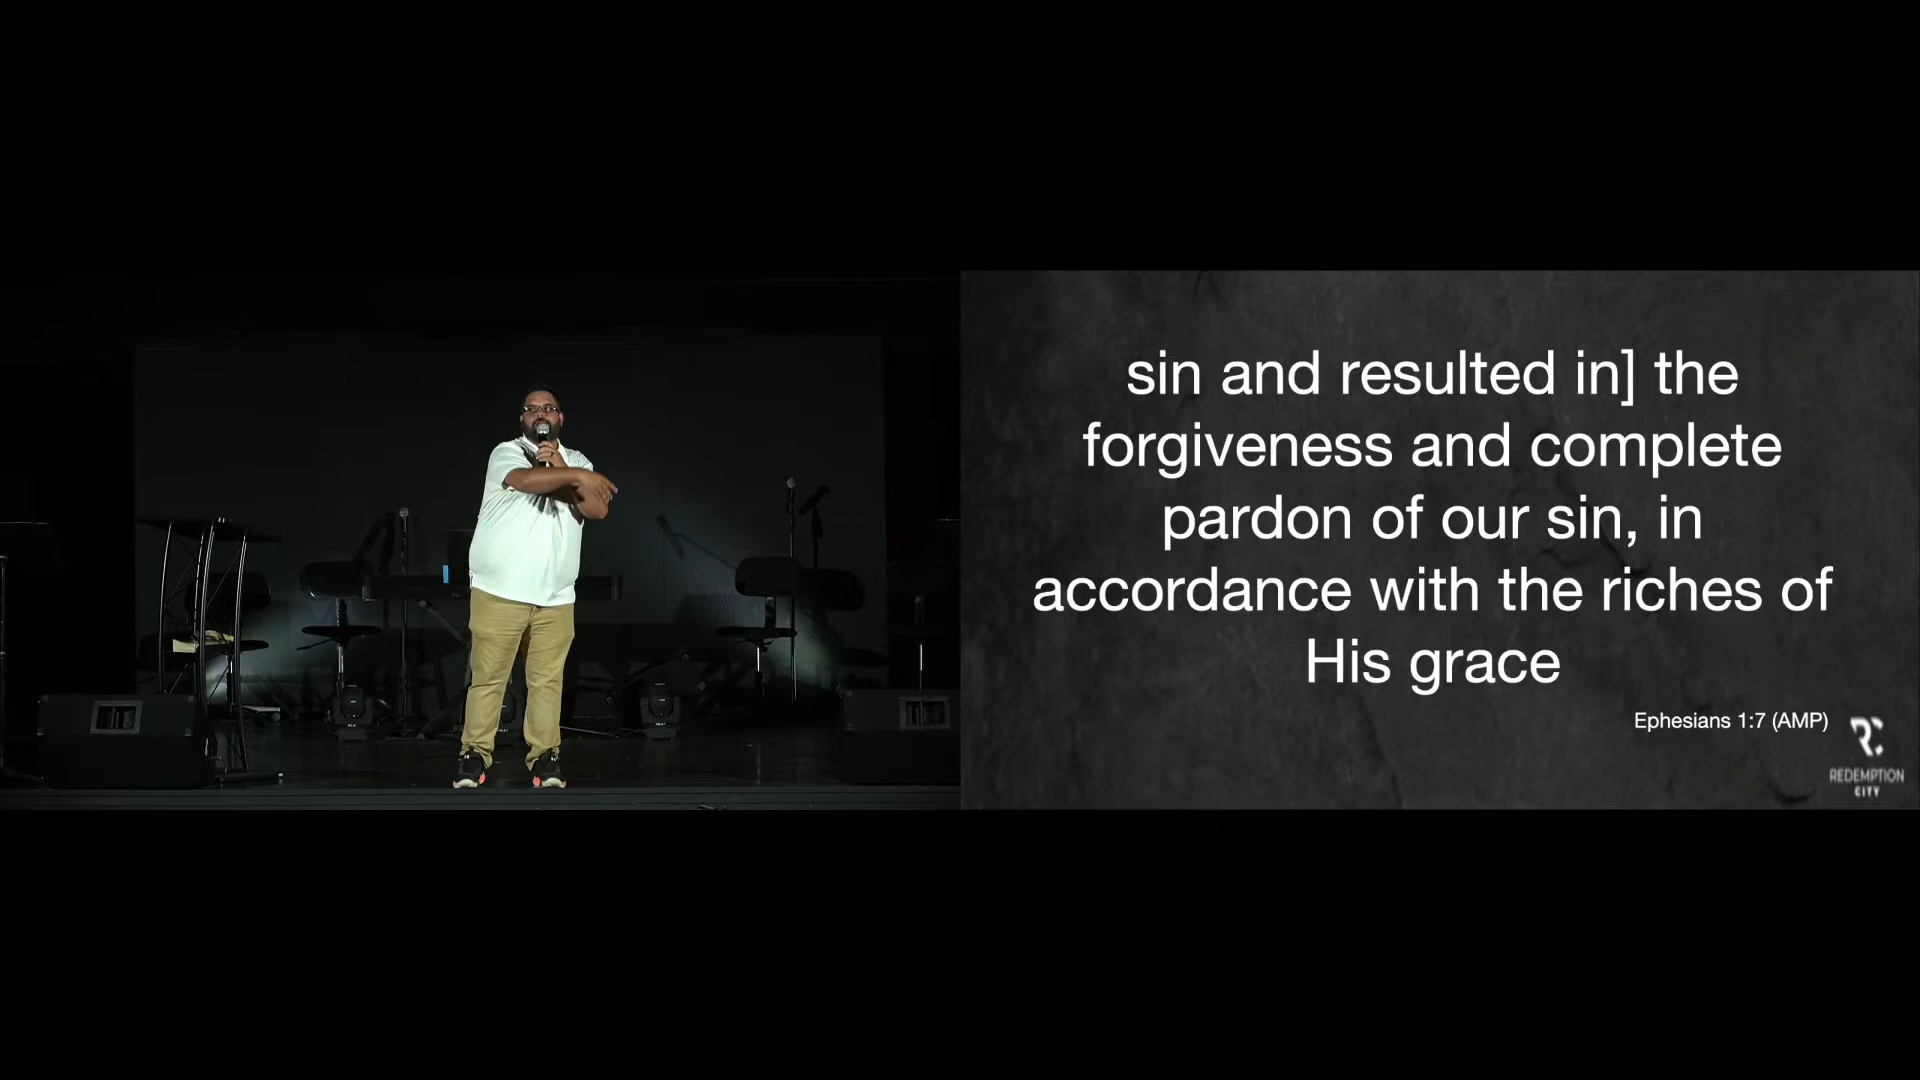 sin and resulted in] the
forgiveness and complete
pardon of our sin, in
accordance with the riches of
His grace
Ephesians 1:7 (AMP)
RC
REDEMPTION
CITY